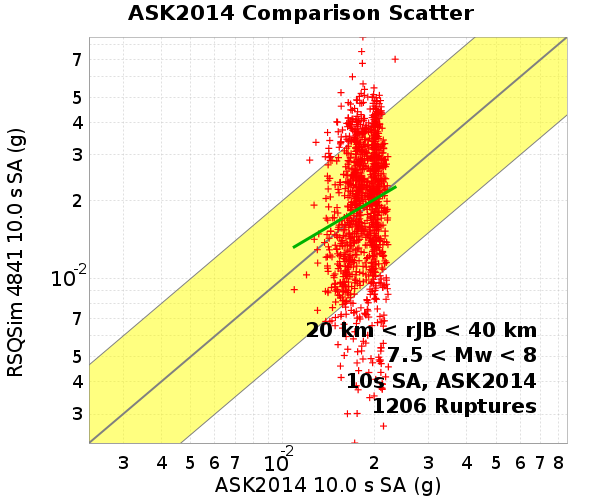 ASK2014 Comparison Scatter
RSQSim 4841 10.0 s SA (g)
7
5
4
3
2
10-2
7
5
4
3
20 km < rJB < 40 km
7.5 < Mw < 8
10s SA, ASK2014
1206 Ruptures
3 4 5 6 7 10-2 2 3 4 5 6 7 8
ASK2014 10.0 s SA (g)